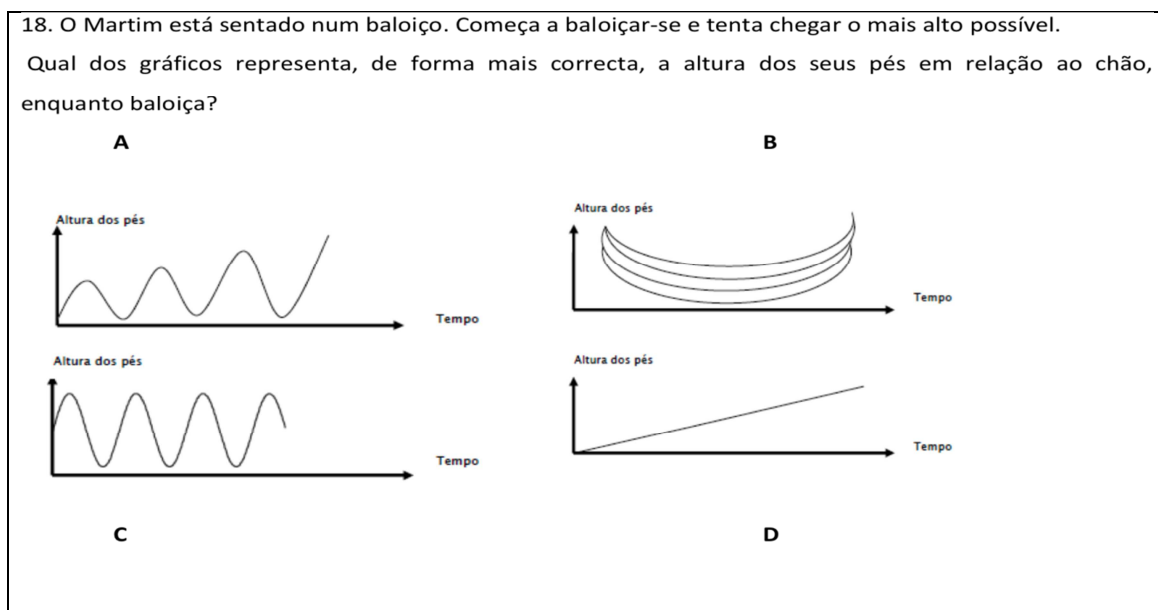 18. O Martim está sentado num baloiço. Começa a baloiçar-se e tenta chegar o mais alto possível.
Qual dos gráficos representa, de forma mais correcta, a altura dos seus pés em relação ao chão,
enquanto baloiça?
A
B
Altura dos pés
Tempo
Altura dos pés
Tempo
Altura dos pés
Tempo
Altura dos pés
Tempo
C
D